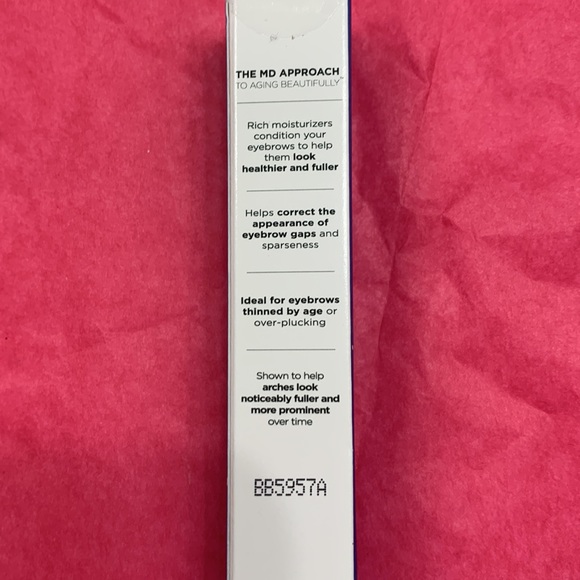 THE MD APPROACH
TO AGING BEAUTIFULLY™
Rich moisturizers
condition your
eyebrows to help
them look
healthier and fuller
Helps correct the
appearance of
eyebrow gaps and
sparseness
Ideal for eyebrows
thinned by age or
over-plucking
Shown to help
arches look
noticeably fuller and
more prominent
over time
BB5957A